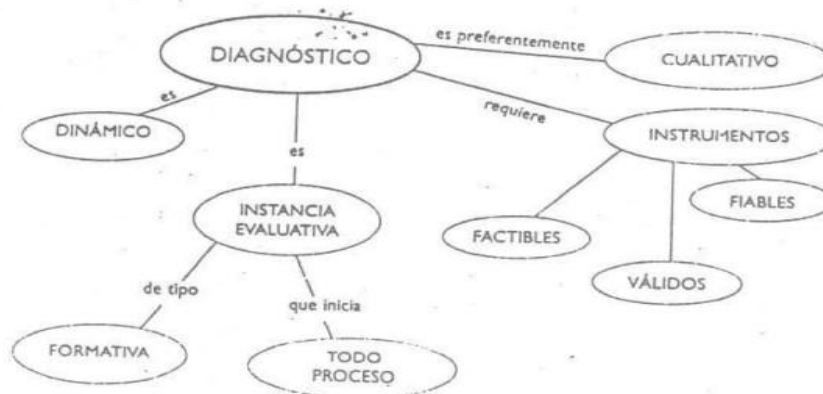 es preferentemente
DIAGNÓSTICO
CUALITATIVO
es
requiere
DINÁMICO
INSTRUMENTOS
es
INSTANCIA
EVALUATIVA
FIABLES
FACTIBLES
VÁLIDOS
de tipo
que inicia
FORMATIVA
TODO
PROCESO